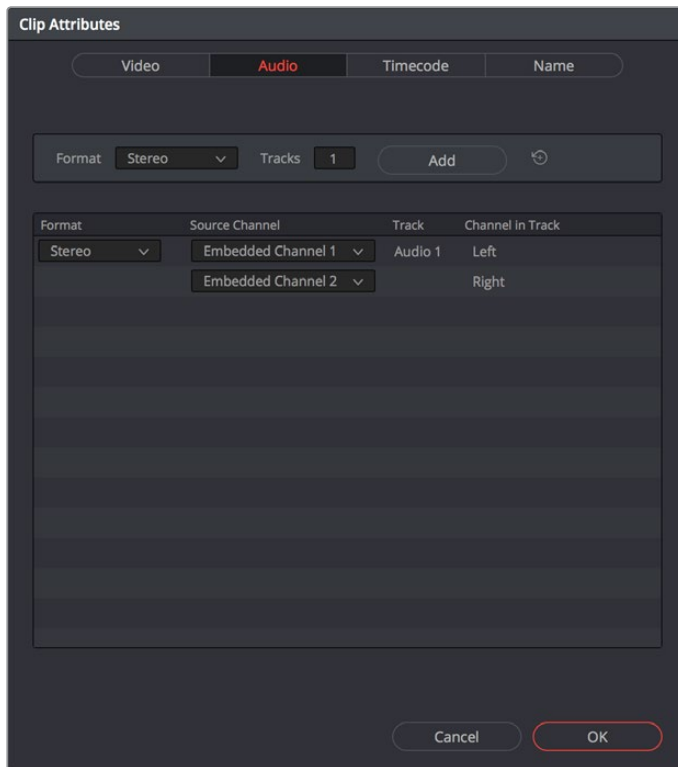 Clip Attributes
Video Audio Timecode Name
Format Stereo Tracks 1 Add
Format Source Channel Track Channel in Track
Stereo Embedded Channel 1 Audio 1 Left
Embedded Channel 2 Right
Cancel OK